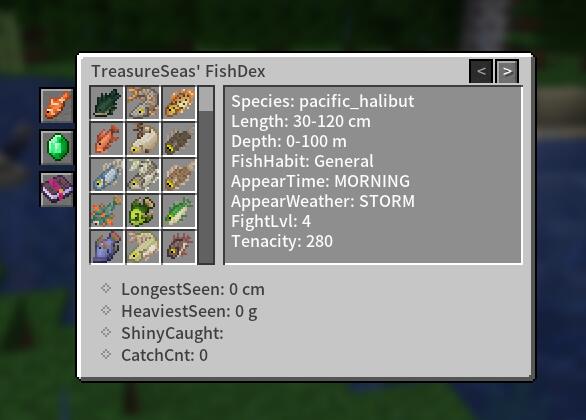 TreasureSeas' FishDex
< >
Species: pacific_halibut
Length: 30-120 cm
Depth: 0-100 m
FishHabit: General
AppearTime: MORNING
AppearWeather: STORM
FightLvl: 4
Tenacity: 280
LongestSeen: 0 cm
HeaviestSeen: 0 g
ShinyCaught:
CatchCnt: 0